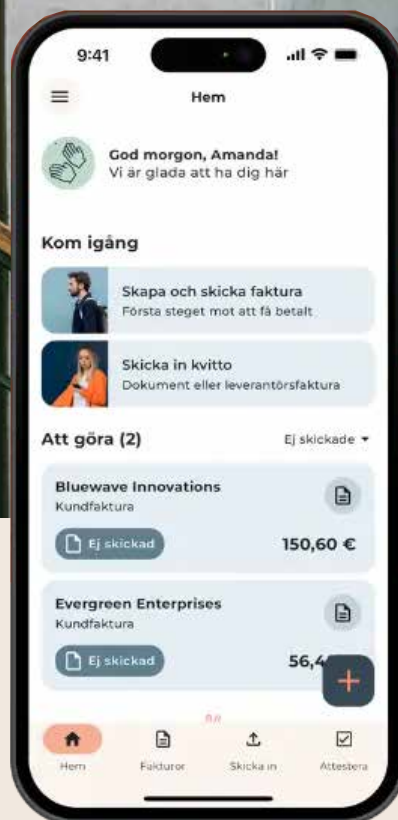 9:41
Hem
God morgon, Amanda!
Vi är glada att ha dig här
Kom igång
Skapa och skicka faktura
Första steget mot att få betalt
Skicka in kvitto
Dokument eller leverantörsfaktura
Att göra (2)
Ej skickade
Bluewave Innovations
Kundfaktura
Ej skickad
150,60 €
Evergreen Enterprises
Kundfaktura
Ej skickad
56,4
Hem
Fakturor
Skicka in
Attestera